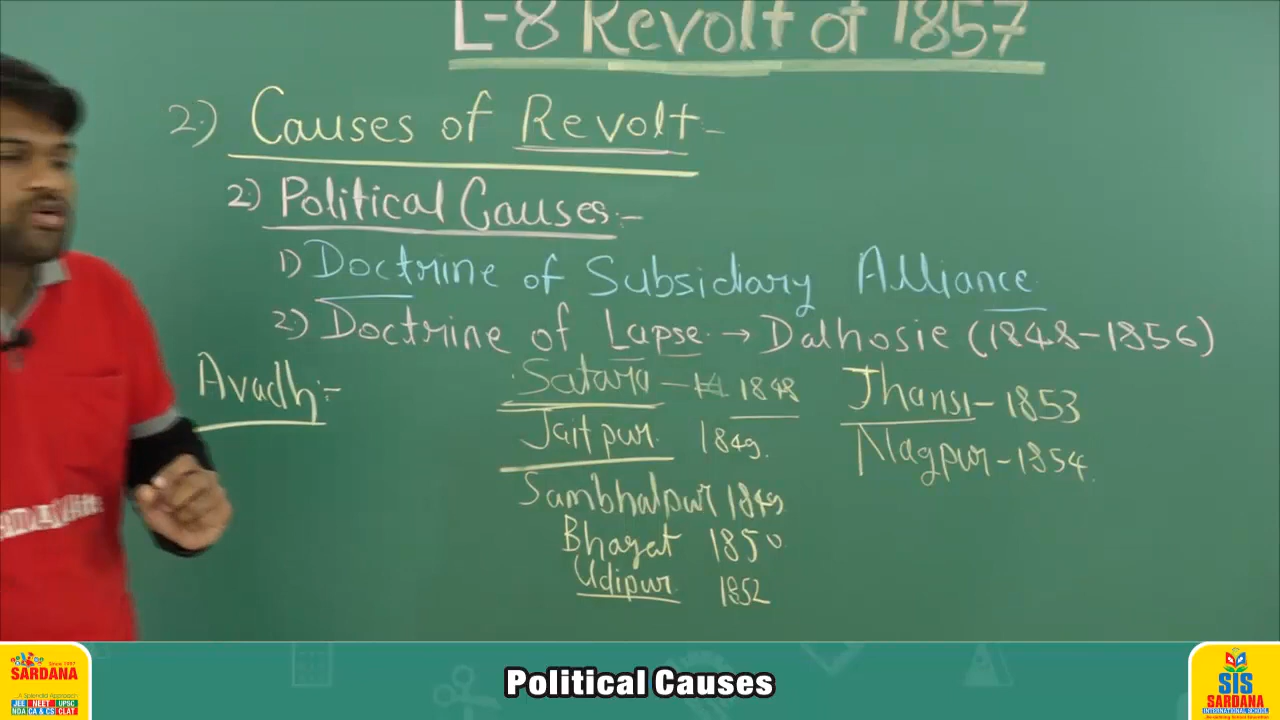 L-8 Revolt of 1857
2.) Causes of Revolt:-
2.) Political Causes:-
1) Doctrine of Subsidiary Alliance
2.) Doctrine of Lapse → Dalhosie (1848-1856)
Avadh:-
Satara - 1848
Jaitpur 1849.
Sambhalpur 1849
Bhagat 1850
Udipur 1852
Jhansi - 1853
Nagpur - 1854.
Political Causes
Since 1997
SARDANA
A Splendid Approach
JEE NEET UPSC
NDA CA & CS CLAT
SIS
SARDANA
INTERNATIONAL SCHOOL